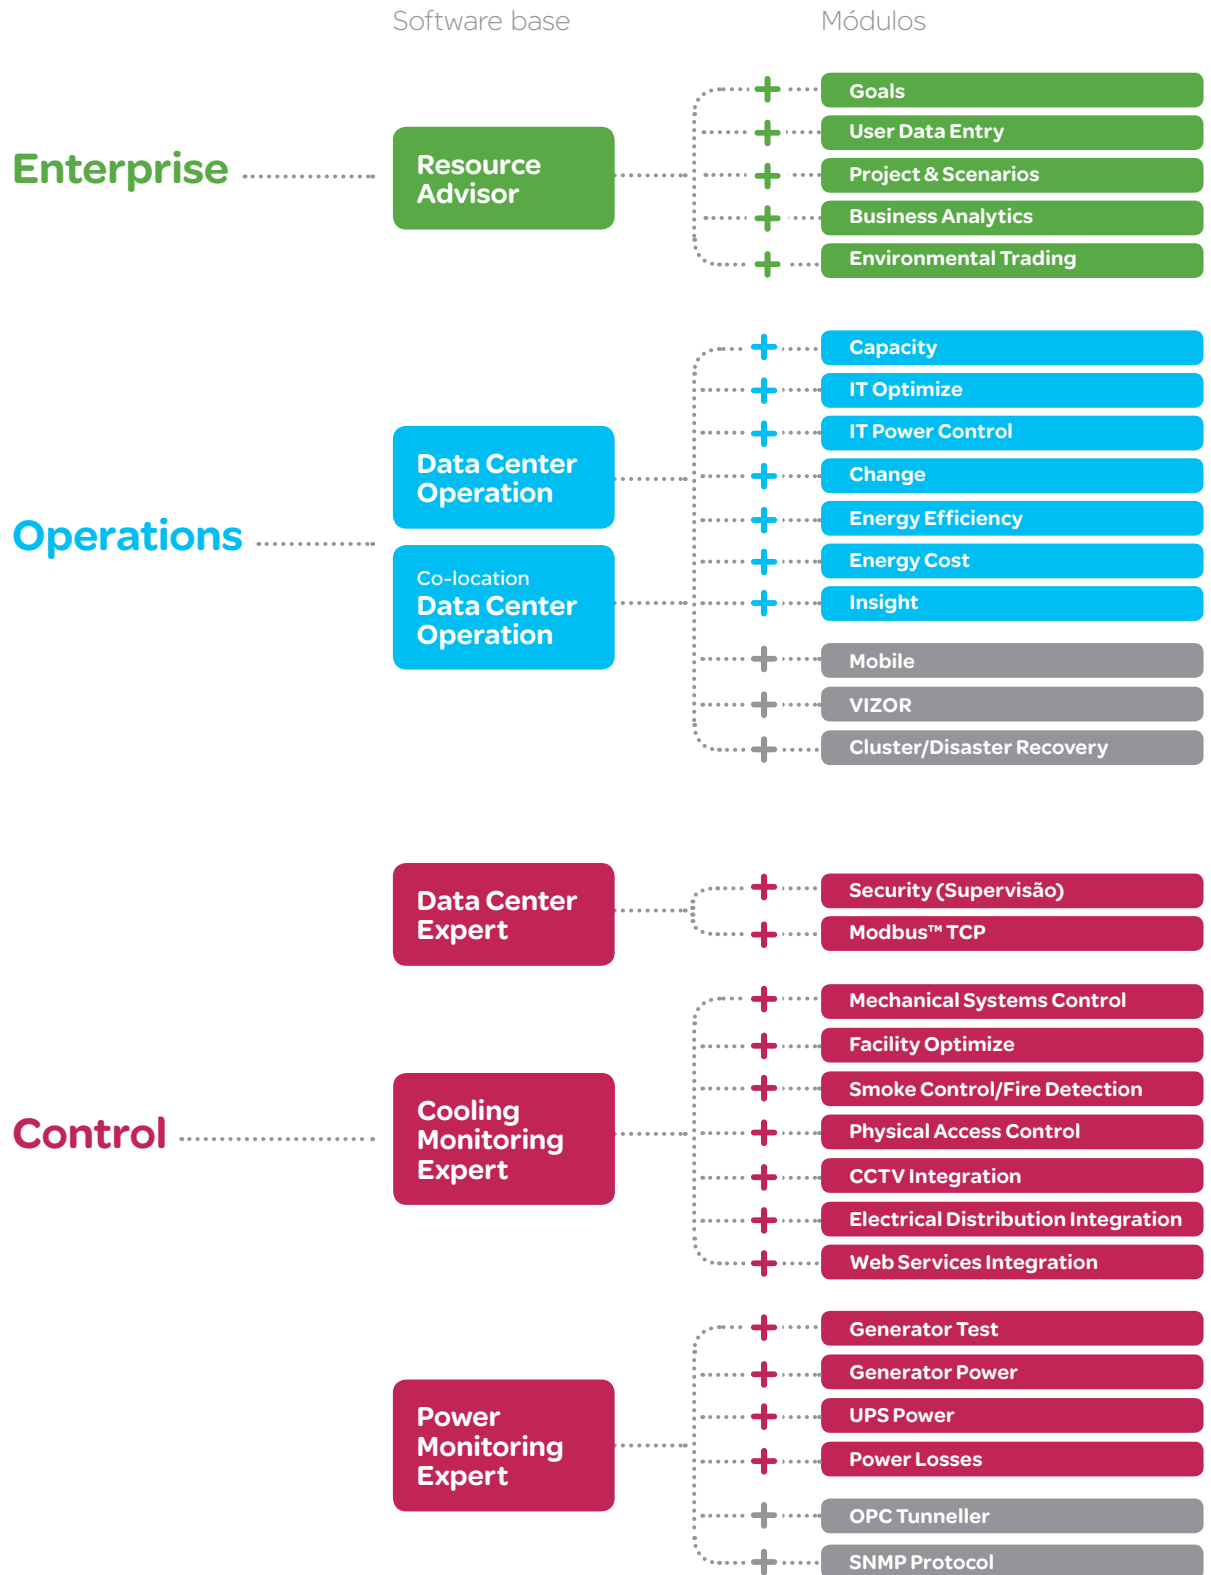 Software base
Módulos
Enterprise
Resource
Advisor
Goals
User Data Entry
Project & Scenarios
Business Analytics
Environmental Trading
Operations
Data Center
Operation
Co-location
Data Center
Operation
Capacity
IT Optimize
IT Power Control
Change
Energy Efficiency
Energy Cost
Insight
Mobile
VIZOR
Cluster/Disaster Recovery
Control
Data Center
Expert
Security (Supervisão)
Modbus™ TCP
Cooling
Monitoring
Expert
Mechanical Systems Control
Facility Optimize
Smoke Control/Fire Detection
Physical Access Control
CCTV Integration
Electrical Distribution Integration
Web Services Integration
Power
Monitoring
Expert
Generator Test
Generator Power
UPS Power
Power Losses
OPC Tunneller
SNMP Protocol